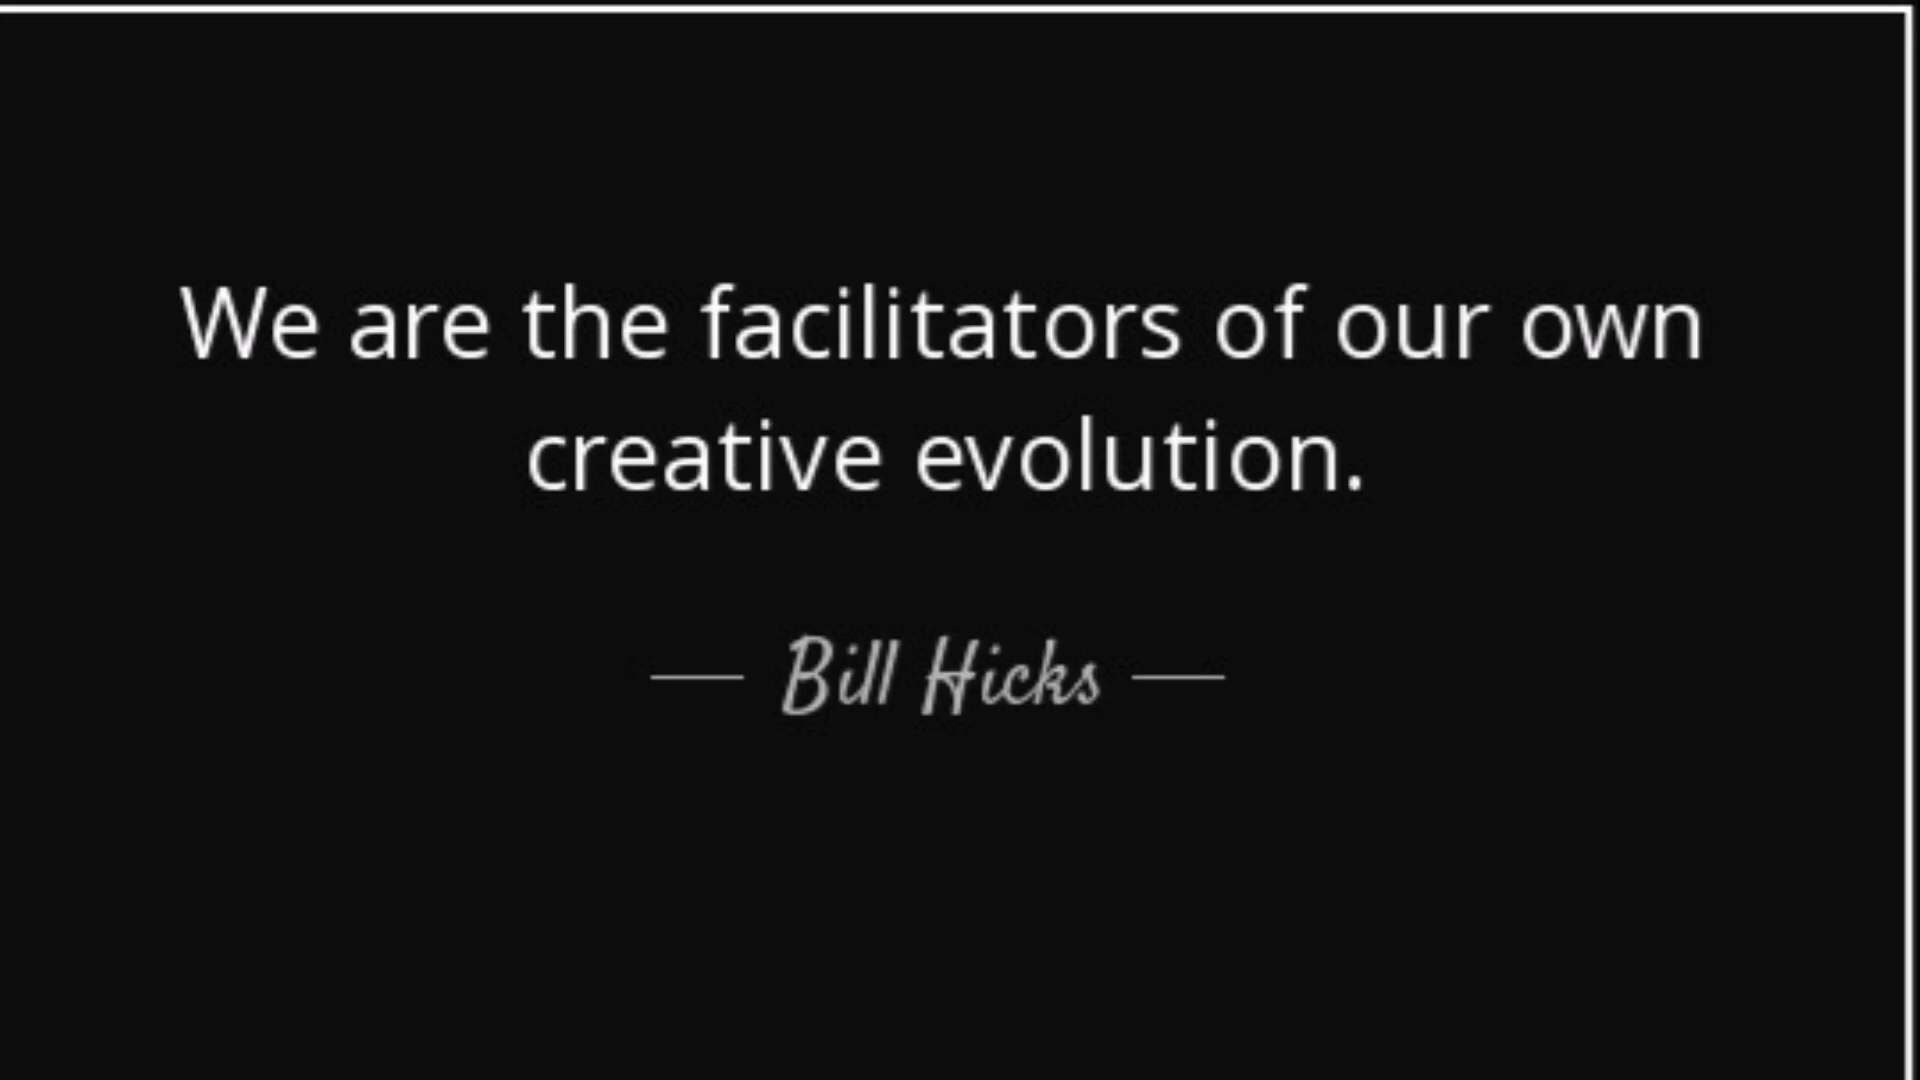 We are the facilitators of our own
creative evolution.
— Bill Hicks —